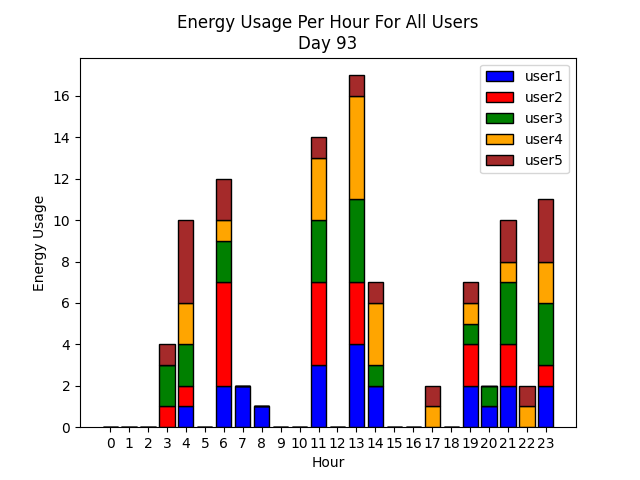 Energy Usage Per Hour For All Users
Day 93
user1
user2
user3
user4
user5
Energy Usage
16
14
12
10
8
6
4
2
0
0 1 2 3 4 5 6 7 8 9 10 11 12 13 14 15 16 17 18 19 20 21 22 23
Hour